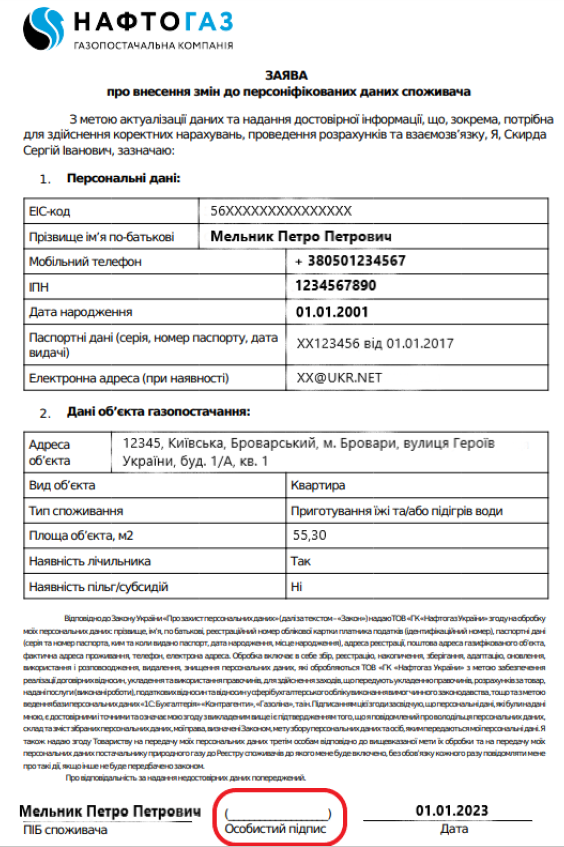 НАФТОГАЗ
ГАЗОПОСТАЧАЛЬНА КОМПАНІЯ
ЗАЯВА
про внесення змін до персоніфікованих даних споживача
З метою актуалізації даних та надання достовірної інформації, що, зокрема, потрібна
для здійснення коректних нарахувань, проведення розрахунків та взаємозв’язку, Я, Скирда
Сергій Іванович, зазначаю:
1. Персональні дані:
EIC-код 56XXXXXXXXXXXXXXX
Прізвище ім’я по-батькові Мельник Петро Петрович
Мобільний телефон + 380501234567
ІПН 1234567890
Дата народження 01.01.2001
Паспортні дані (серія, номер паспорту, дата
видачі) XX123456 від 01.01.2017
Електронна адреса (при наявності) XX@UKR.NET
2. Дані об’єкта газопостачання:
Адреса 12345, Київська, Броварський, м. Бровари, вулиця Героїв
об’єкта України, буд. 1/А, кв. 1
Вид об’єкта Квартира
Тип споживання Приготування їжі та/або підігрів води
Площа об’єкта, м2 55,30
Наявність лічильника Так
Наявність пільг/субсидій Ні
Відповідно до Закону України «Про захист персональних даних» (далі за текстом – «Закон») надаю ТОВ «ГК «Нафтогаз України» згоду на обробку
моїх персональних даних: прізвище, ім’я, по батькові, реєстраційний номер облікової картки платника податків (ідентифікаційний номер), паспортні дані
(серія та номер паспорта, ким та коли видано паспорт, дата народження, місце народження), адреса реєстрації, поштова адреса газифікованого об’єкта,
фактична адреса проживання, телефон, електронна адреса. Обробка включає в себе збір, реєстрацію, накопичення, зберігання, адаптацію, оновлення,
використання і розповсюдження, видалення, знищення персональних даних, які обробляються ТОВ «ГК «Нафтогаз України» з метою забезпечення
реалізації договірних відносин, укладення та використання правочинів, для здійснення заходів, що передують укладенню правочинів, розрахунків за товар,
надані послуги (виконані роботи), податкових відносин та відносин у сфері бухгалтерського обліку виконання вимог чинного законодавства, тощо та з метою
ведення бази персональних даних «1С:Бухгалтерія» «Контрагенти», «Газоліна», та ін. Підписанням цієї згоди засвідчую, що персональні дані, які були надані
мною, є достовірними і точними та означаю мою згоду з викладеним вище і є підтвердженням того, що я повідомлений про володільця персональних даних,
склад та зміст зібраних персональних даних, мої права, визначені Законом, мету збору персональних даних та осіб, яким передаються мої персональні дані. Я
також надаю згоду Товариству на передачу моїх персональних даних третім особам відповідно до вищевказаної мети їх обробки та на передачу моїх
персональних даних постачальнику природного газу до Реєстру споживачів до якого мене буде включено, без обов’язку кожного разу повідомляти мене
про такі дії, якщо інше не буде передбачено законом.
Про відповідальність за надання недостовірних даних попереджений.
Мельник Петро Петрович (__________________) 01.01.2023
ПІБ споживача Особистий підпис Дата